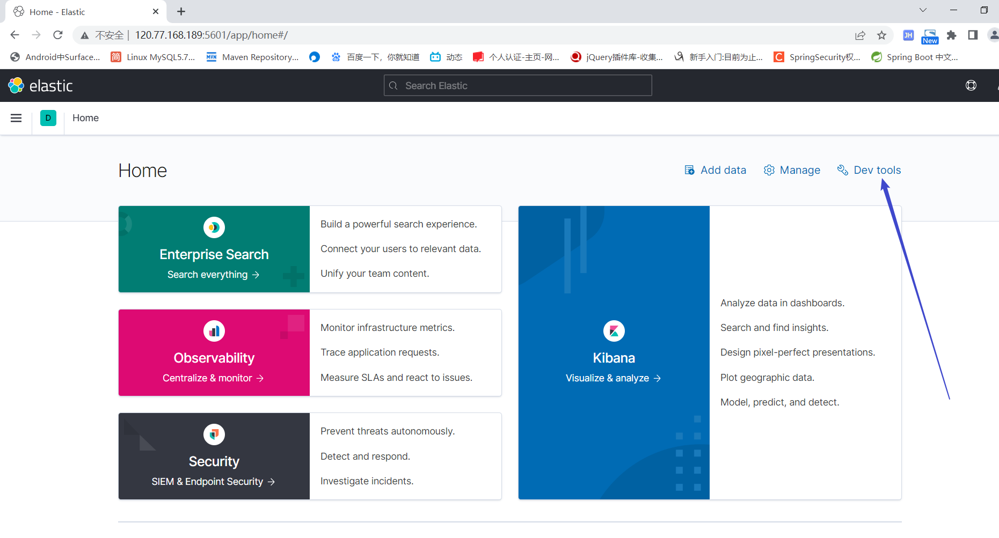 Home - Elastic
不安全 | 120.77.168.189:5601/app/home#/
JH
New
Android中Surface...
简 Linux MySQL5.7...
MVN Maven Repository...
百度一下，你就知道
动态
个人认证-主页-网...
jQuery插件库-收集...
新手入门:目前为止...
C SpringSecurity权...
Spring Boot 中文...
elastic
Search Elastic
D Home
Home
Add data
Manage
Dev tools
Enterprise Search
Search everything →
Build a powerful search experience.
Connect your users to relevant data.
Unify your team content.
Observability
Centralize & monitor →
Monitor infrastructure metrics.
Trace application requests.
Measure SLAs and react to issues.
Security
SIEM & Endpoint Security →
Prevent threats autonomously.
Detect and respond.
Investigate incidents.
Kibana
Visualize & analyze →
Analyze data in dashboards.
Search and find insights.
Design pixel-perfect presentations.
Plot geographic data.
Model, predict, and detect.